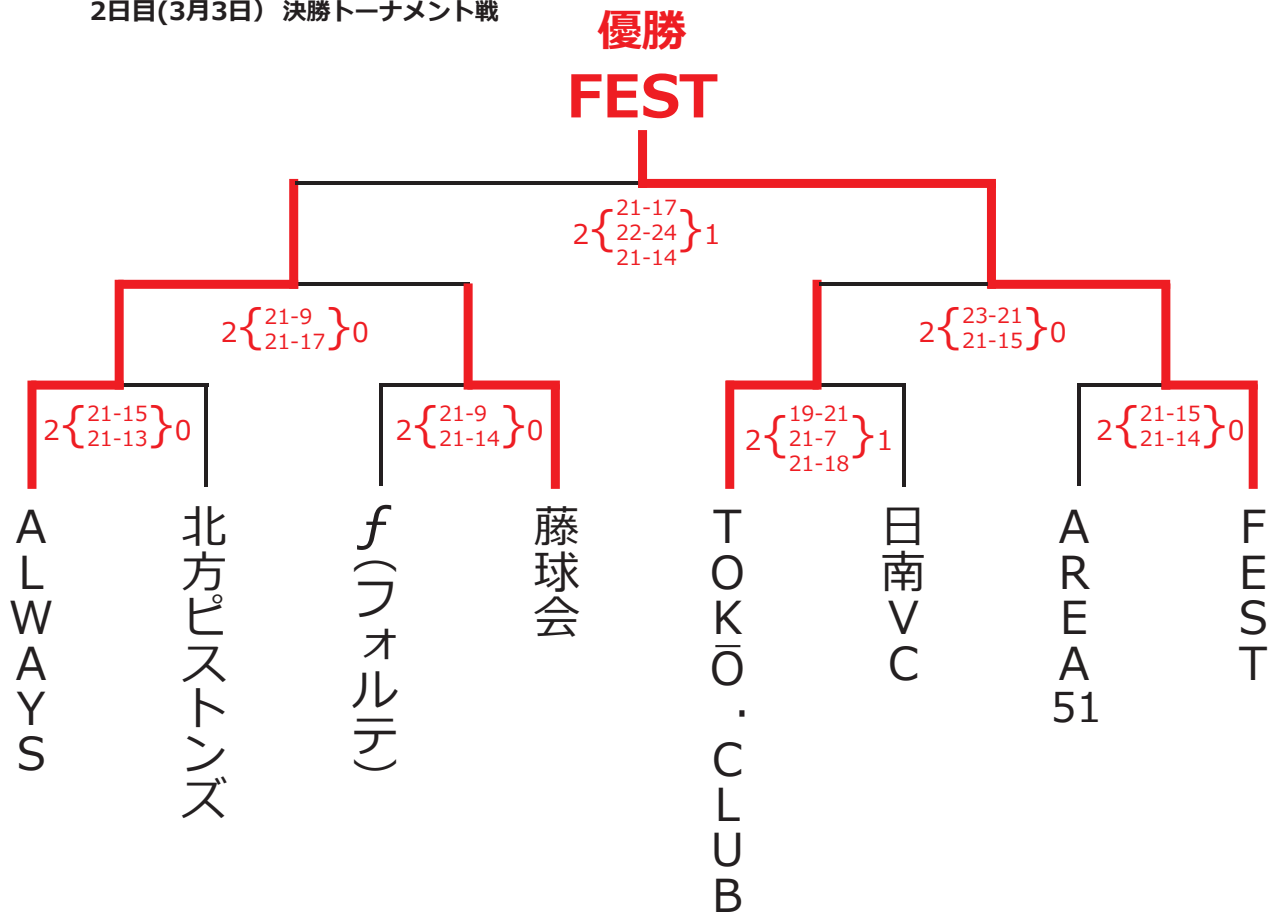 2日目(3月3日） 決勝トーナメント戦
優勝
FEST
2{21-17 22-24 21-14}1
2{21-9 21-17}0
2{23-21 21-15}0
2{21-15 21-13}0
2{21-9 21-14}0
2{19-21 21-7 21-18}1
2{21-15 21-14}0
ALWAYS
北方ピストンズ
ƒ(フォルテ)
藤球会
TOKŌ・CLUB
日南VC
AREA51
FEST